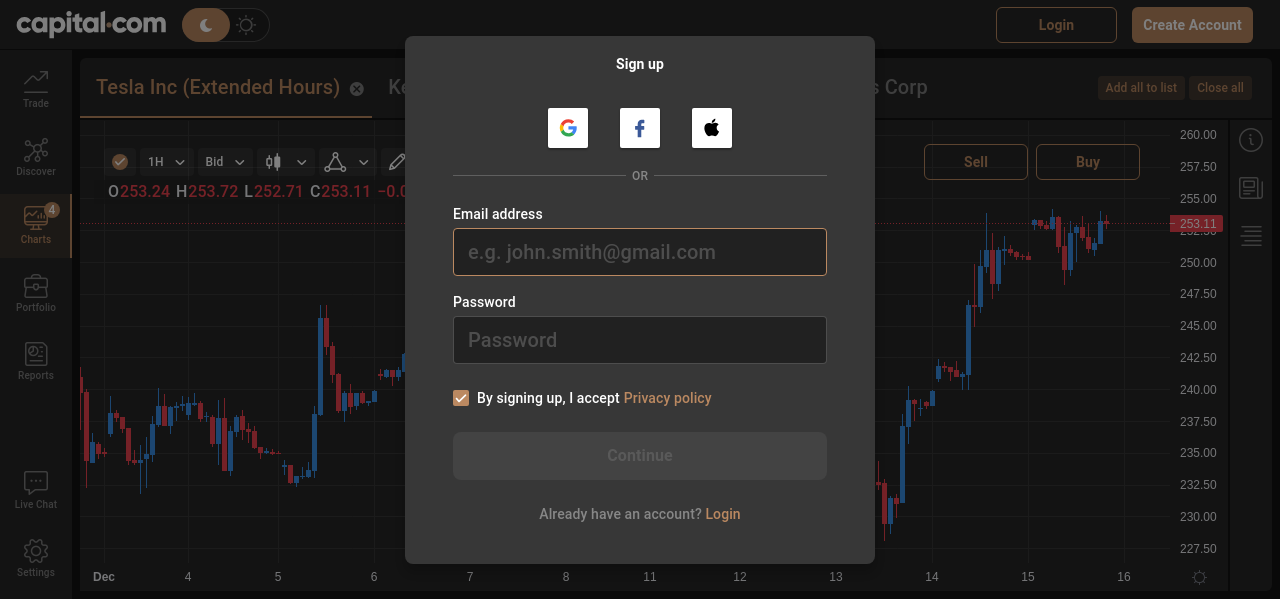 capital.com
Login
Create Account
Sign up
Tesla Inc (Extended Hours)
Ke
s Corp
Add all to list
Close all
Trade
Discover
4
Charts
Portfolio
Reports
Live Chat
Settings
1H
Bid
Sell
Buy
O253.24 H253.72 L252.71 C253.11 −0.0
OR
Email address
e.g. john.smith@gmail.com
Password
Password
By signing up, I accept Privacy policy
Continue
Already have an account? Login
260.00
257.50
255.00
253.11
252.50
250.00
247.50
245.00
242.50
240.00
237.50
235.00
232.50
230.00
227.50
Dec 4 5 6 7 8 11 12 13 14 15 16